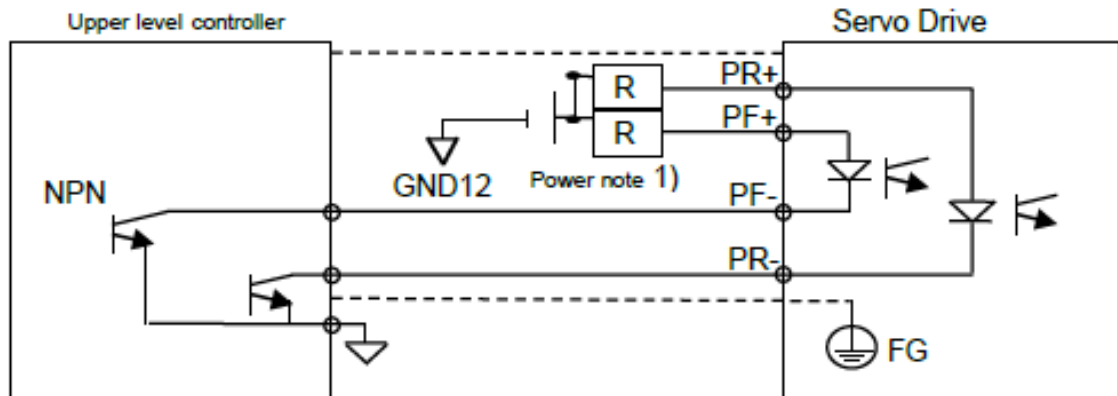 Upper level controller
Servo Drive
R
PR+
R
PF+
GND12
Power note 1)
NPN
PF-
PR-
FG